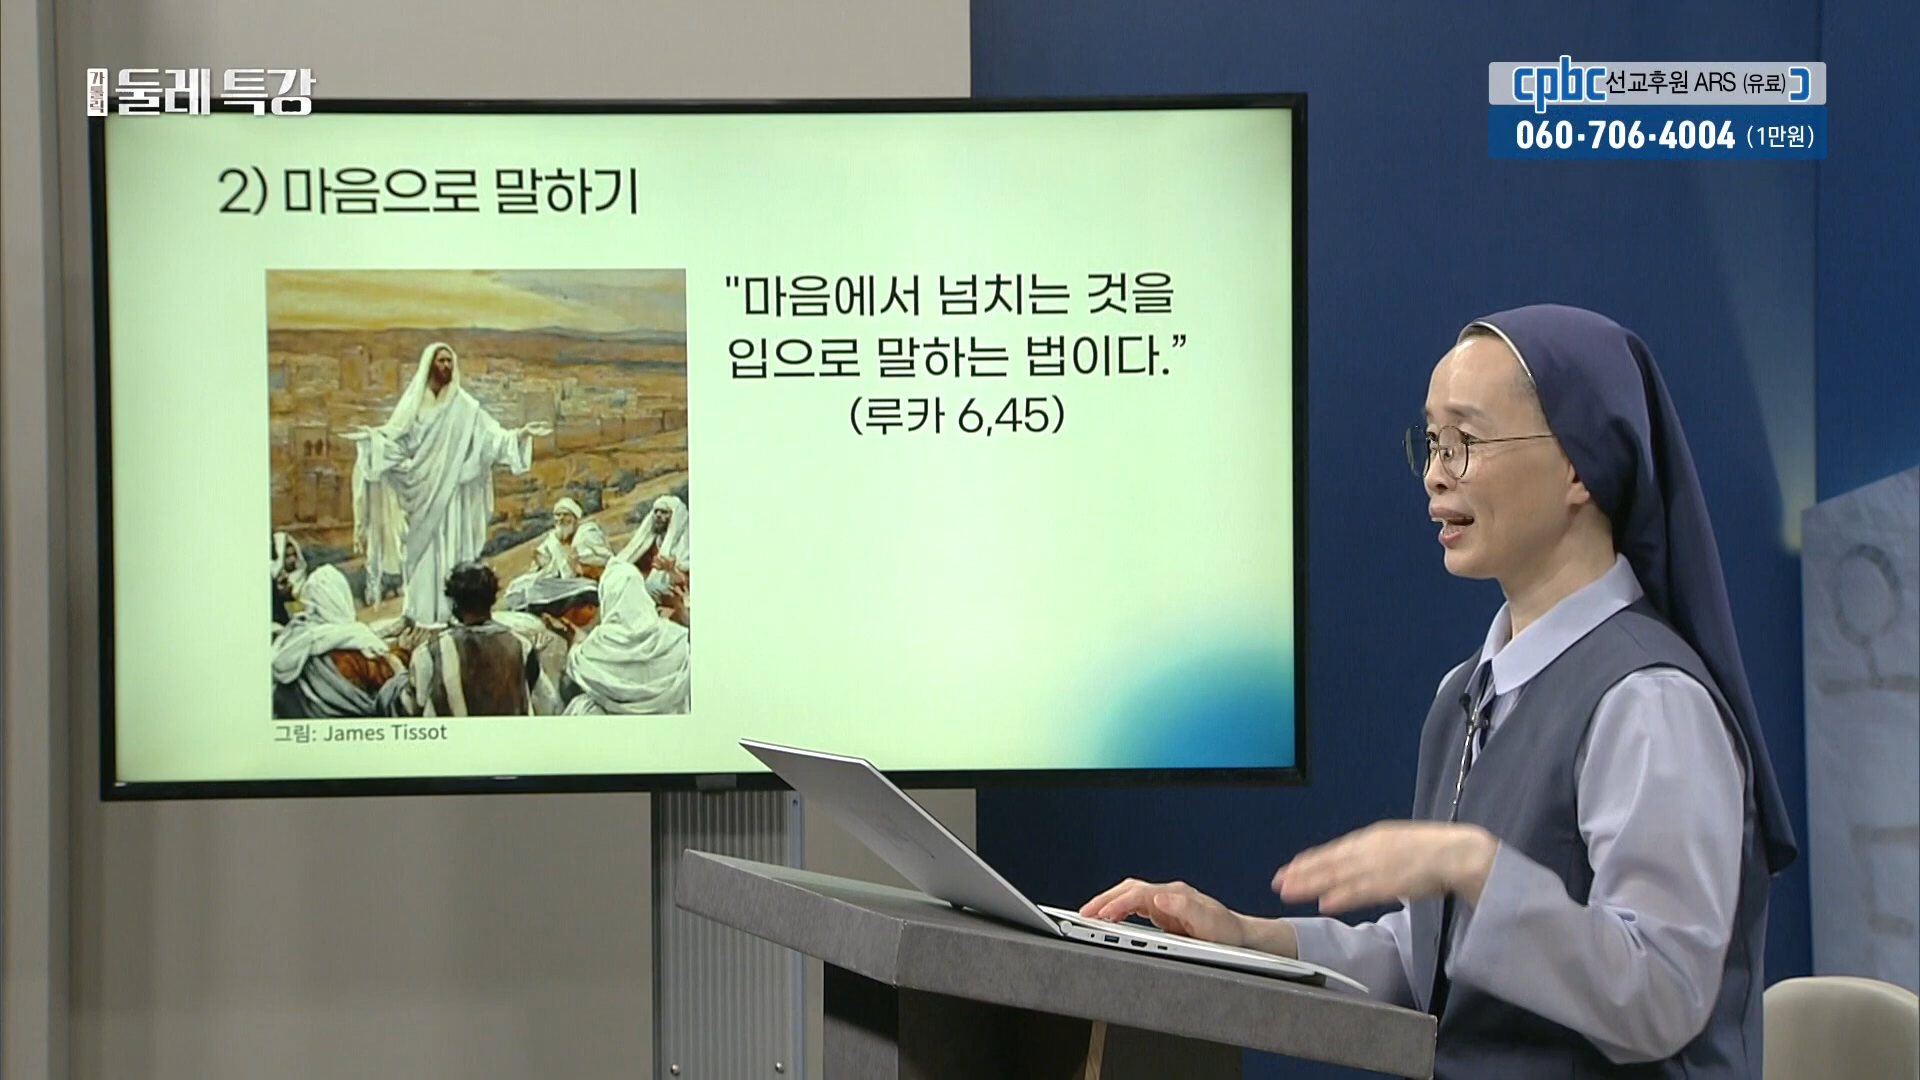 가톨릭 둘레 특강
cpbc 선교후원 ARS (유료)
060·706·4004 (1만원)
2) 마음으로 말하기
"마음에서 넘치는 것을
입으로 말하는 법이다.”
(루카 6,45)
그림: James Tissot